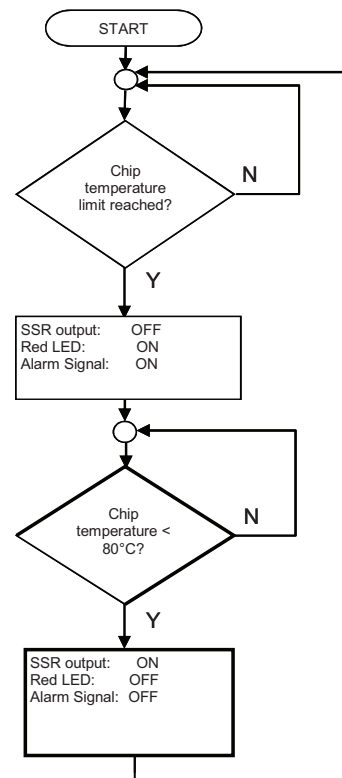 START
Chip
temperature
limit reached?
N
Y
SSR output: OFF
Red LED: ON
Alarm Signal: ON
Chip
temperature <
80°C?
N
Y
SSR output: ON
Red LED: OFF
Alarm Signal: OFF